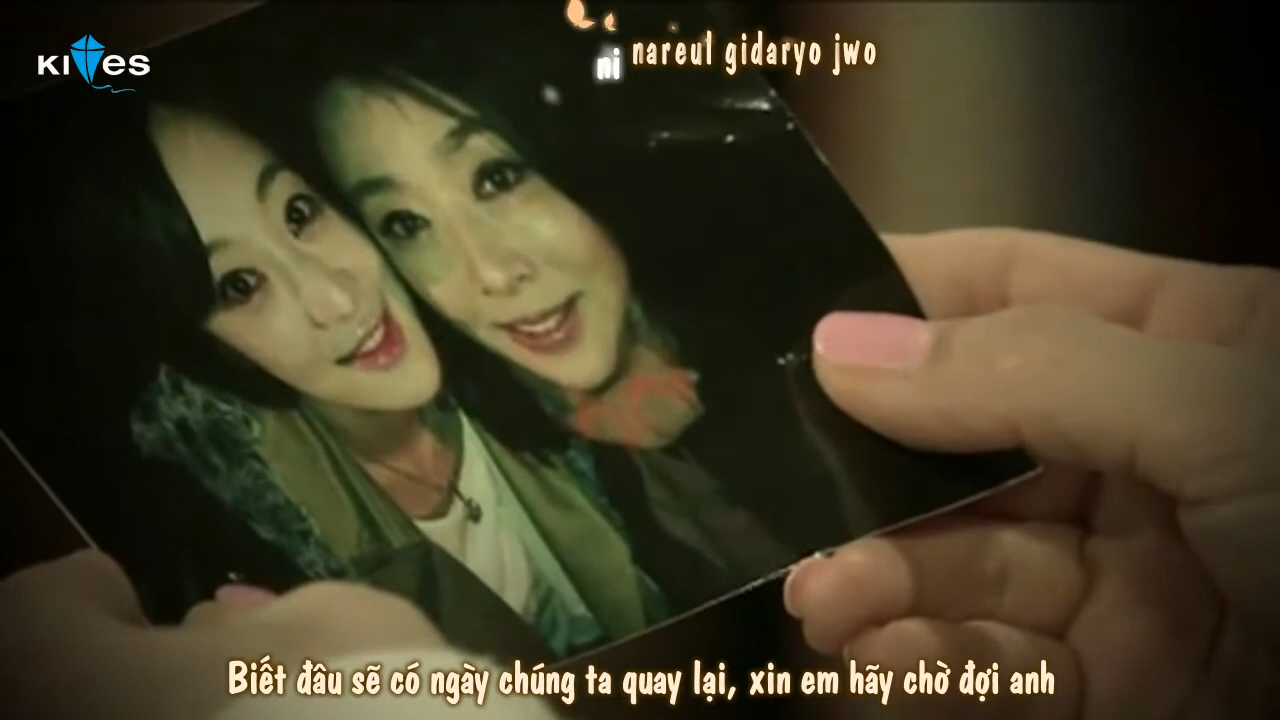 KITES
ni nareul gidaryo jwo
Biết đâu sẽ có ngày chúng ta quay lại, xin em hãy chờ đợi anh